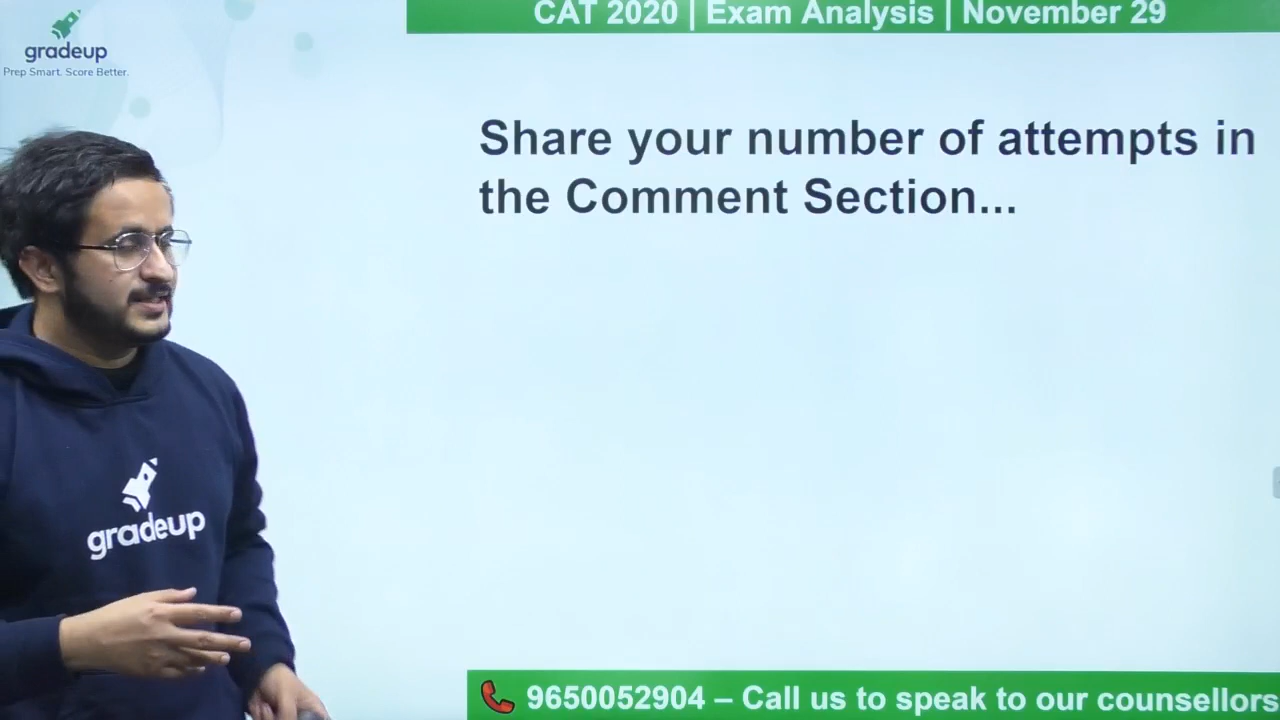 CAT 2020 | Exam Analysis | November 29
gradeup
Prep Smart. Score Better.
Share your number of attempts in
the Comment Section...
gradeup
9650052904 – Call us to speak to our counsellors